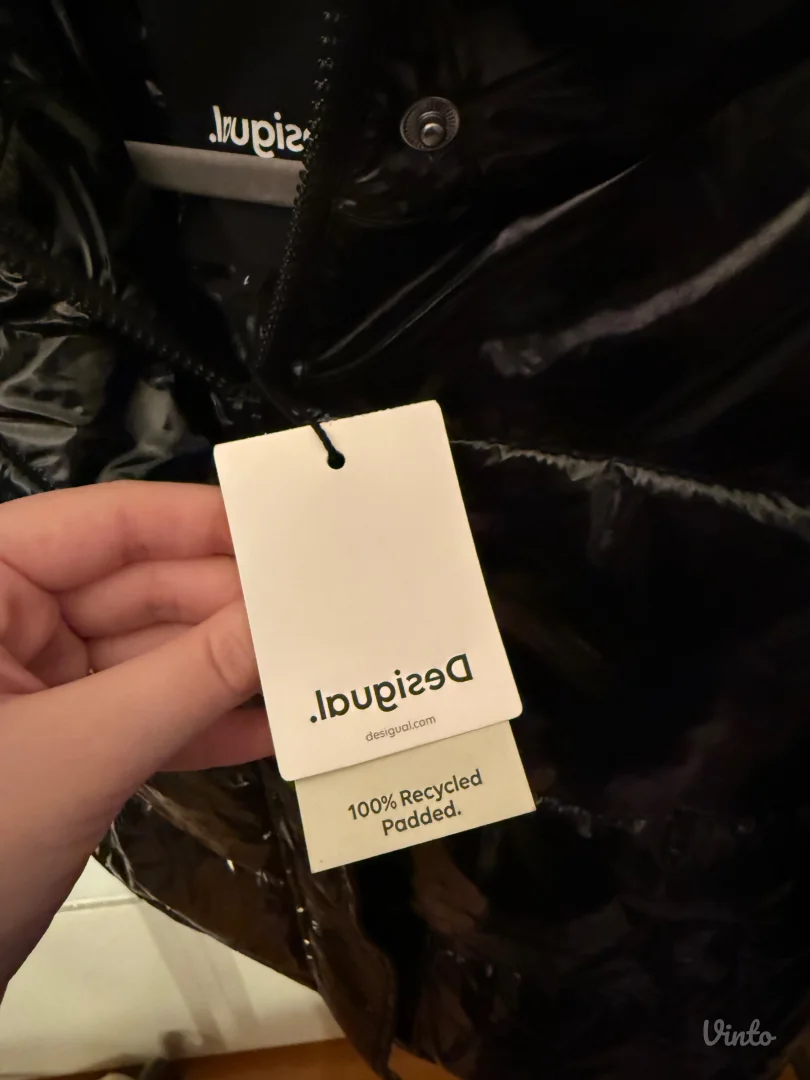 Desigual.
Desigual.
desigual.com
100% Recycled
Padded.
Vinto